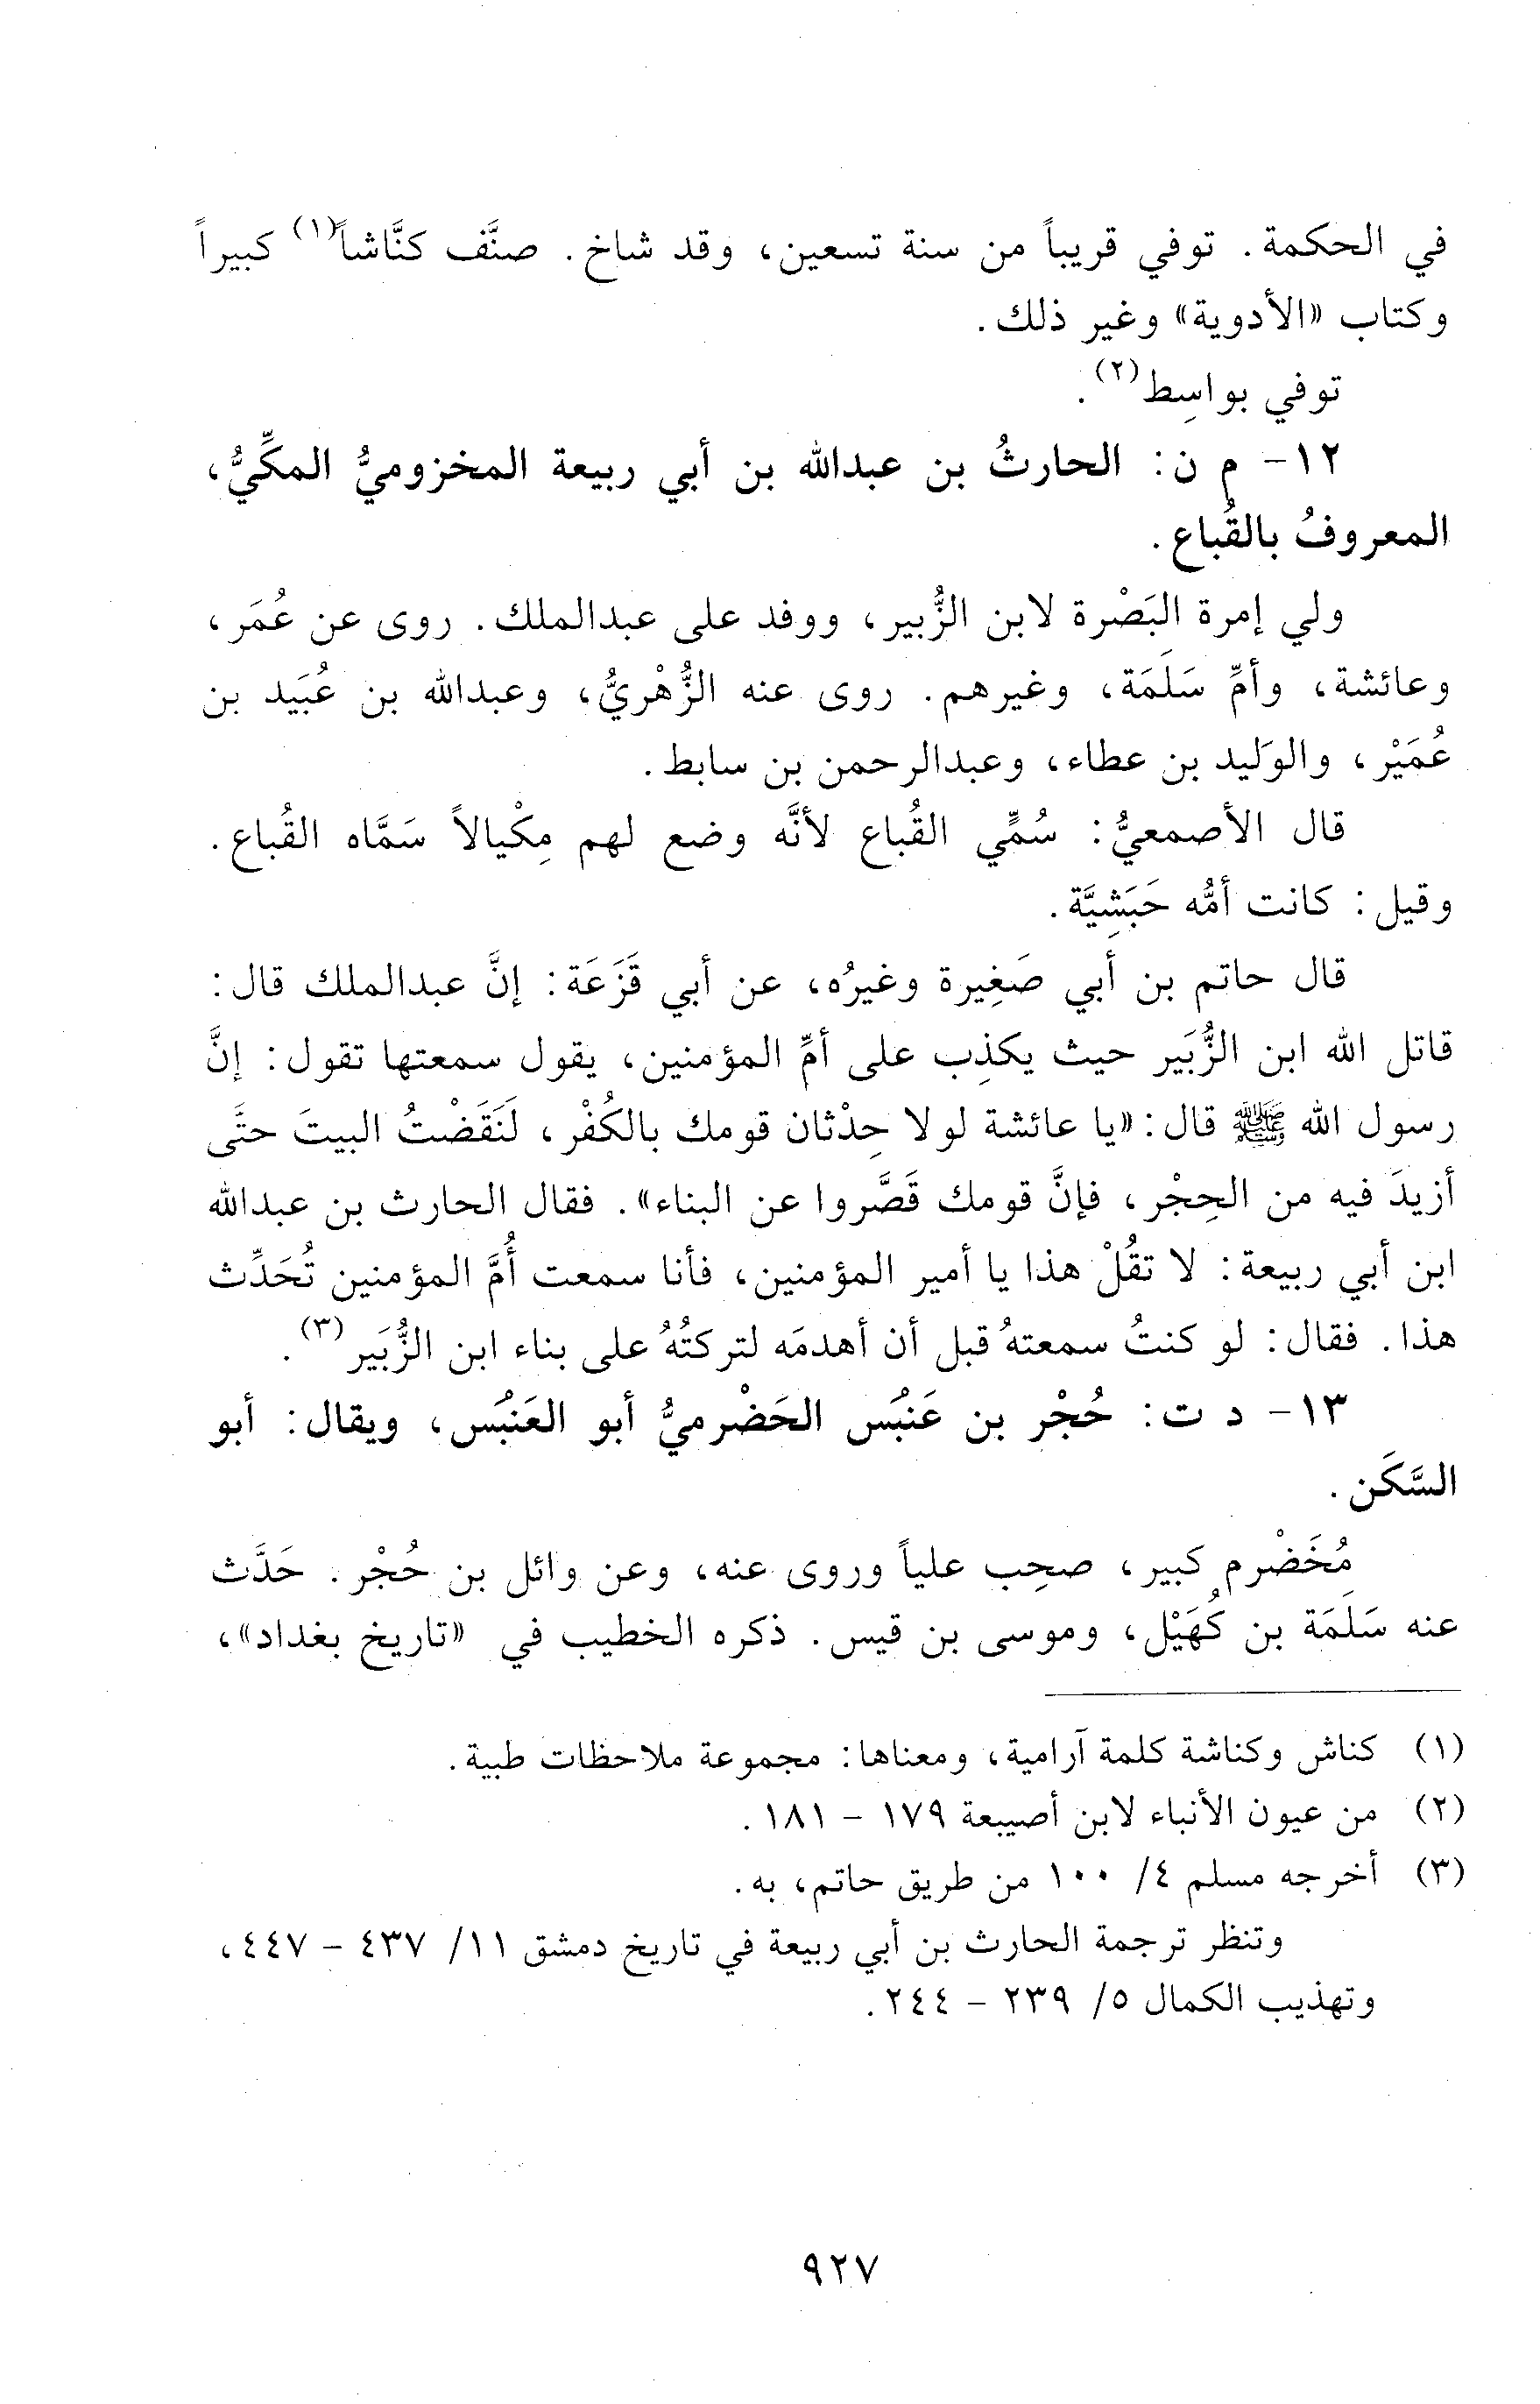 في الحكمة. توفي قريباً من سنة تسعين، وقد شاخ. صنَّف كنَّاشاً(١) كبيراً
وكتاب «الأدوية» وغير ذلك.
توفي بواسِط(٢).
١٢- م ن: الحارثُ بن عبدالله بن أبي ربيعة المخزوميُّ المكِّيُّ،
المعروفُ بالقُباع.
ولي إمرة البَصْرة لابن الزُّبير، ووفد على عبدالملك. روى عن عُمَر،
وعائشة، وأمِّ سَلَمَة، وغيرهم. روى عنه الزُّهْريُّ، وعبدالله بن عُبَيد بن
عُمَيْر، والوَليد بن عطاء، وعبدالرحمن بن سابط.
قال الأصمعيُّ: سُمٍّي القُباع لأنَّه وضع لهم مِكْيالاً سَمَّاه القُباع.
وقيل: كانت أمُّه حَبَشِيَّة.
قال حاتم بن أبي صَغِيرة وغيرُه، عن أبي قَزَعَة: إنَّ عبدالملك قال:
قاتل الله ابن الزُّبَير حيث يكذِب على أمِّ المؤمنين، يقول سمعتها تقول: إنَّ
رسول الله ﷺ قال: «يا عائشة لولا حِدْثان قومك بالكُفْر، لَنَقَضْتُ البيتَ حتَّى
أزيدَ فيه من الحِجْر، فإنَّ قومك قَصَّروا عن البناء». فقال الحارث بن عبدالله
ابن أبي ربيعة: لا تقُلْ هذا يا أمير المؤمنين، فأنا سمعت أُمَّ المؤمنين تُحَدِّث
هذا. فقال: لو كنتُ سمعتهُ قبل أن أهدمَه لتركتُهُ على بناء ابن الزُّبَير(٣).
١٣- د ت: حُجْر بن عَنبُس الحَضْرميُّ أبو العَنبُس، ويقال: أبو
السَّكَن.
مُخَضْرم كبير، صحِب علياً وروى عنه، وعن وائل بن حُجْر. حَدَّث
عنه سَلَمَة بن كُهَيْل، وموسى بن قيس. ذكره الخطيب في «تاريخ بغداد»،
(١) كناش وكناشة كلمة آرامية، ومعناها: مجموعة ملاحظات طبية.
(٢) من عيون الأنباء لابن أصيبعة ١٧٩ - ١٨١.
(٣) أخرجه مسلم ٤/ ١٠٠ من طريق حاتم، به.
وتنظر ترجمة الحارث بن أبي ربيعة في تاريخ دمشق ١١/ ٤٣٧ - ٤٤٧،
وتهذيب الكمال ٥/ ٢٣٩ - ٢٤٤.
٩٢٧